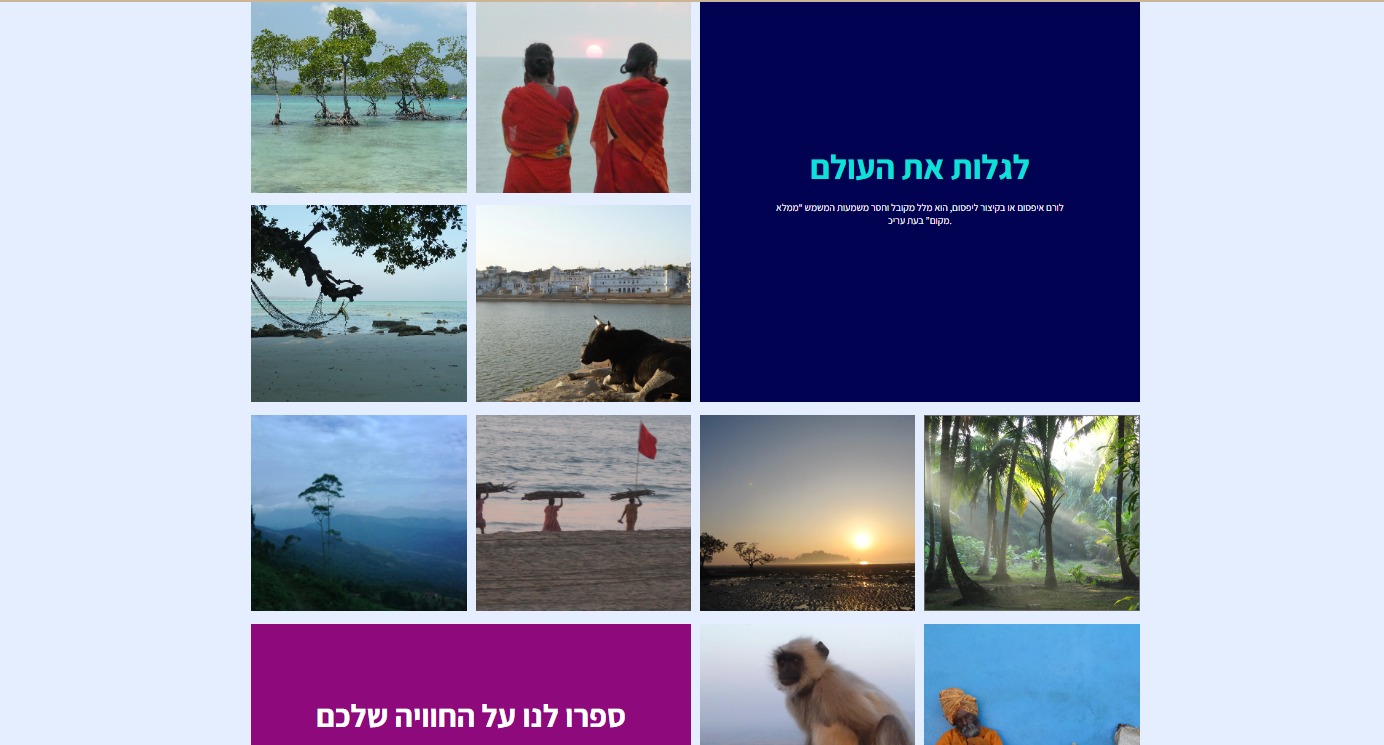 לגלות את העולם
לורם איפסום או בקיצור ליפסום, הוא מלל מקובל וחסר משמעות המשמש "ממלא
מקום" בעת עריכ.
ספרו לנו על החוויה שלכם